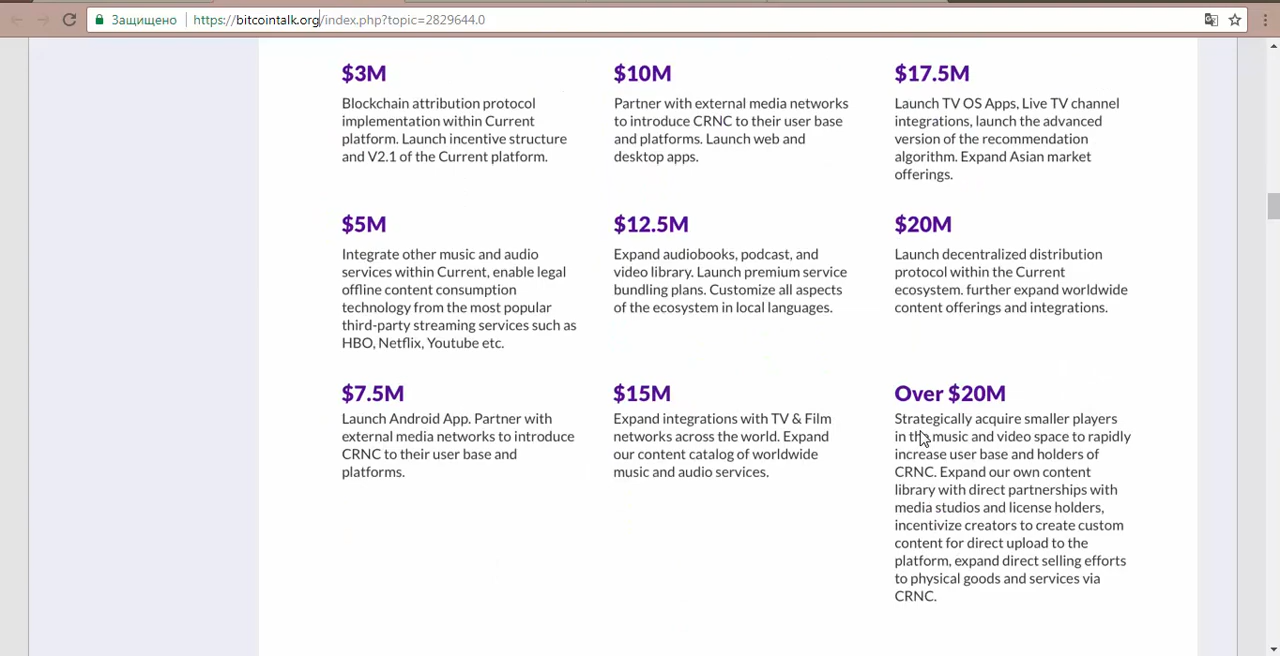 Защищено https://bitcointalk.org/index.php?topic=2829644.0
$3M
Blockchain attribution protocol
implementation within Current
platform. Launch incentive structure
and V2.1 of the Current platform.
$5M
Integrate other music and audio
services within Current, enable legal
offline content consumption
technology from the most popular
third-party streaming services such as
HBO, Netflix, Youtube etc.
$7.5M
Launch Android App. Partner with
external media networks to introduce
CRNC to their user base and
platforms.
$10M
Partner with external media networks
to introduce CRNC to their user base
and platforms. Launch web and
desktop apps.
$12.5M
Expand audiobooks, podcast, and
video library. Launch premium service
bundling plans. Customize all aspects
of the ecosystem in local languages.
$15M
Expand integrations with TV & Film
networks across the world. Expand
our content catalog of worldwide
music and audio services.
$17.5M
Launch TV OS Apps, Live TV channel
integrations, launch the advanced
version of the recommendation
algorithm. Expand Asian market
offerings.
$20M
Launch decentralized distribution
protocol within the Current
ecosystem. further expand worldwide
content offerings and integrations.
Over $20M
Strategically acquire smaller players
in the music and video space to rapidly
increase user base and holders of
CRNC. Expand our own content
library with direct partnerships with
media studios and license holders,
incentivize creators to create custom
content for direct upload to the
platform, expand direct selling efforts
to physical goods and services via
CRNC.